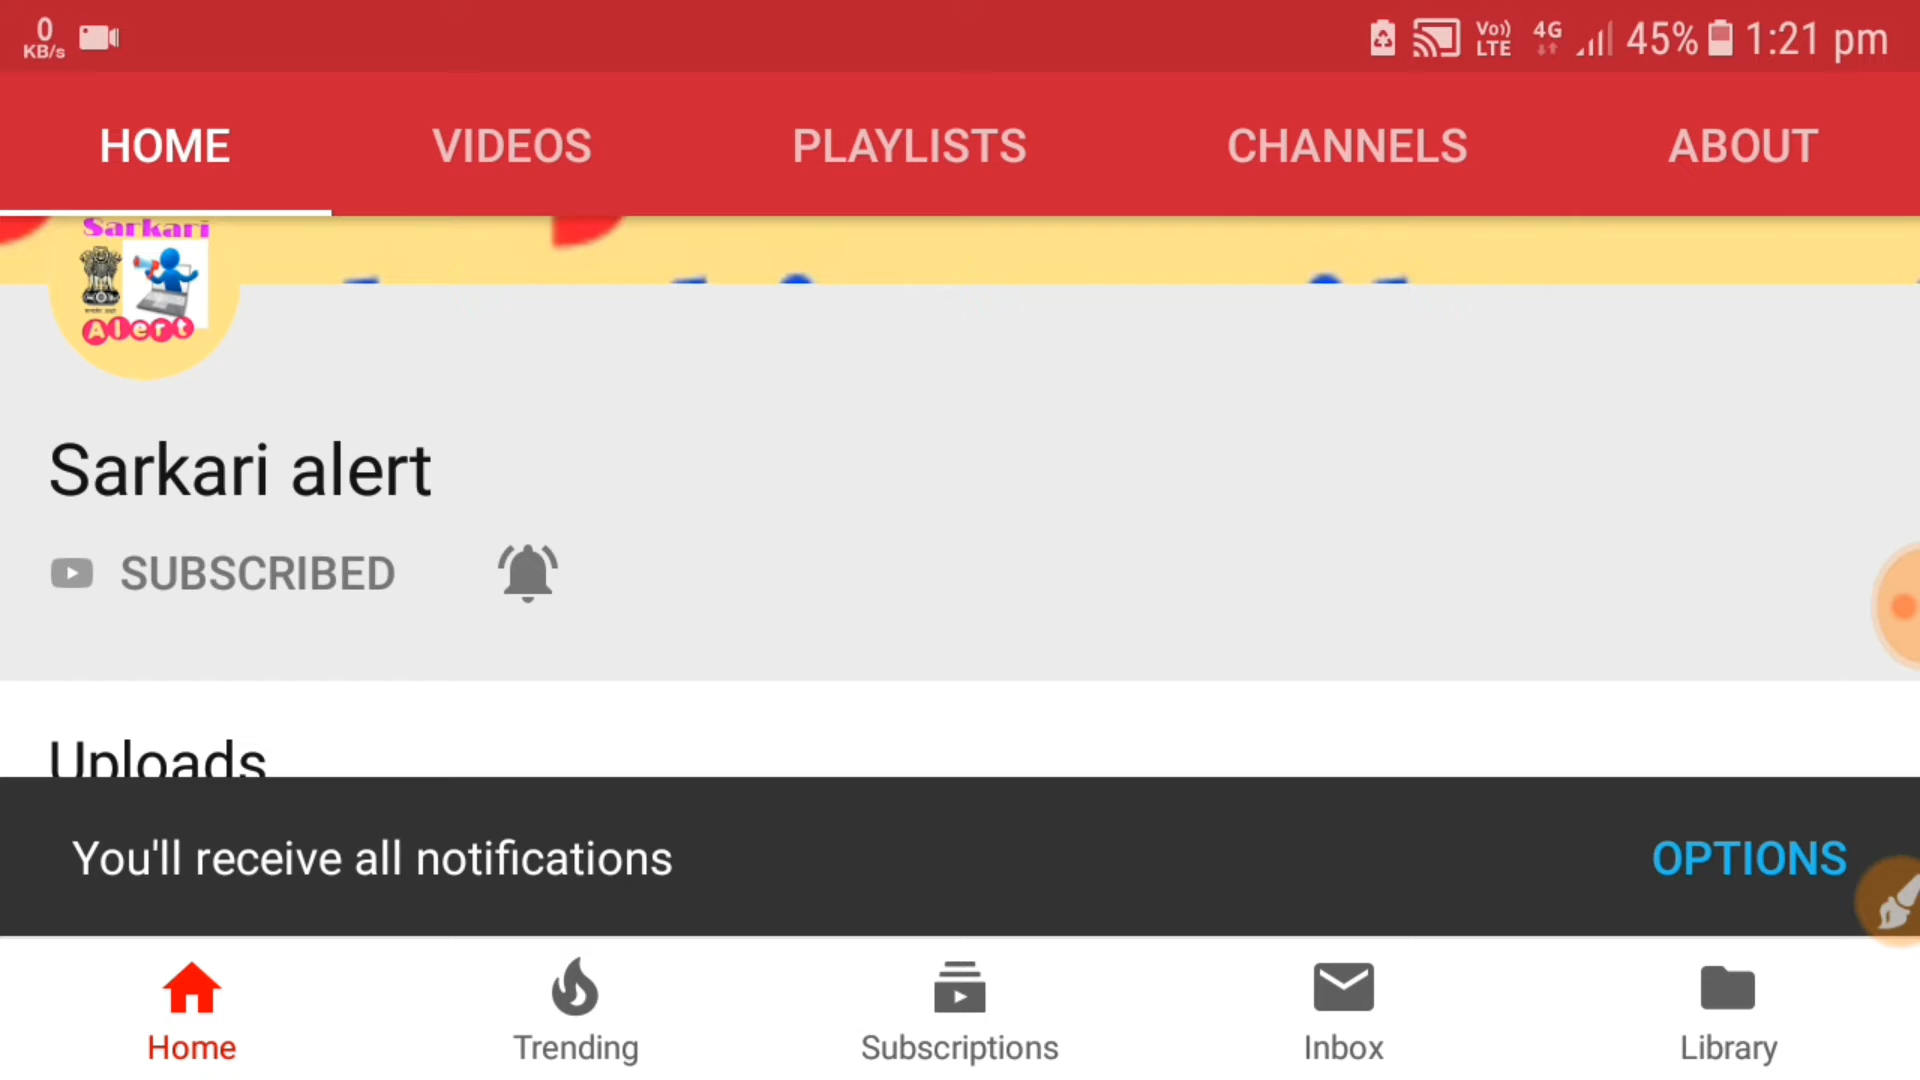 0
KB/s
Vo))
LTE
4G
45%
1:21 pm
HOME
VIDEOS
PLAYLISTS
CHANNELS
ABOUT
Sarkari
Alert
Sarkari alert
SUBSCRIBED
Uploads
You'll receive all notifications
OPTIONS
Home
Trending
Subscriptions
Inbox
Library